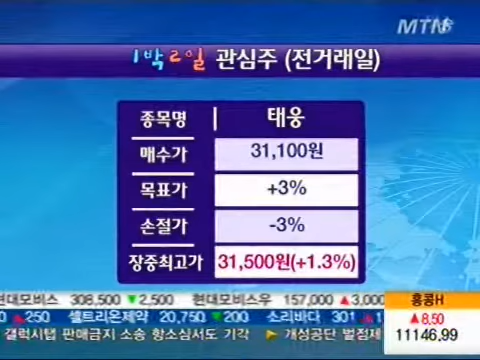 MTN
1박2일 관심주 (전거래일)
종목명 태웅
매수가 31,100원
목표가 +3%
손절가 -3%
장중최고가 31,500원(+1.3%)
현대모비스 306,500 ▼2,500 현대모비스우 157,000 ▲3,000
▲250 셀트리온제약 20,750 ▼200 소리바다 301 ▲1
갤럭시탭 판매금지 소송 항소심서도 기각 ▶ 개성공단 벌점제
홍콩H
▲8.50
11146.99